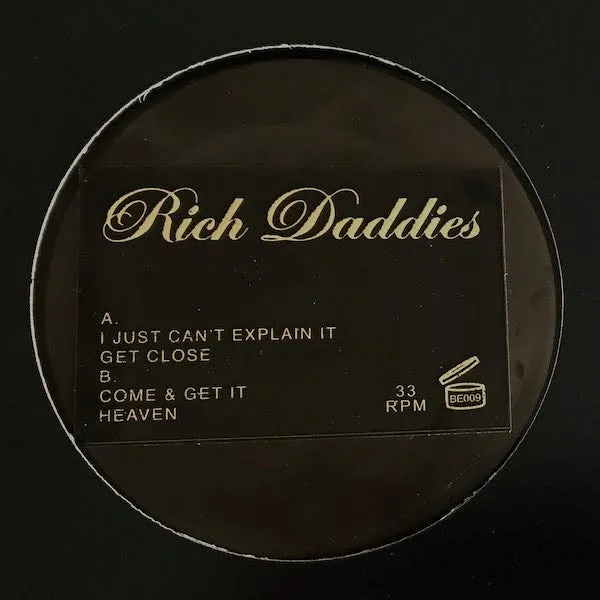 Rich Daddies
A.
I JUST CAN'T EXPLAIN IT
GET CLOSE
B.
COME & GET IT
HEAVEN
33
RPM
BE009